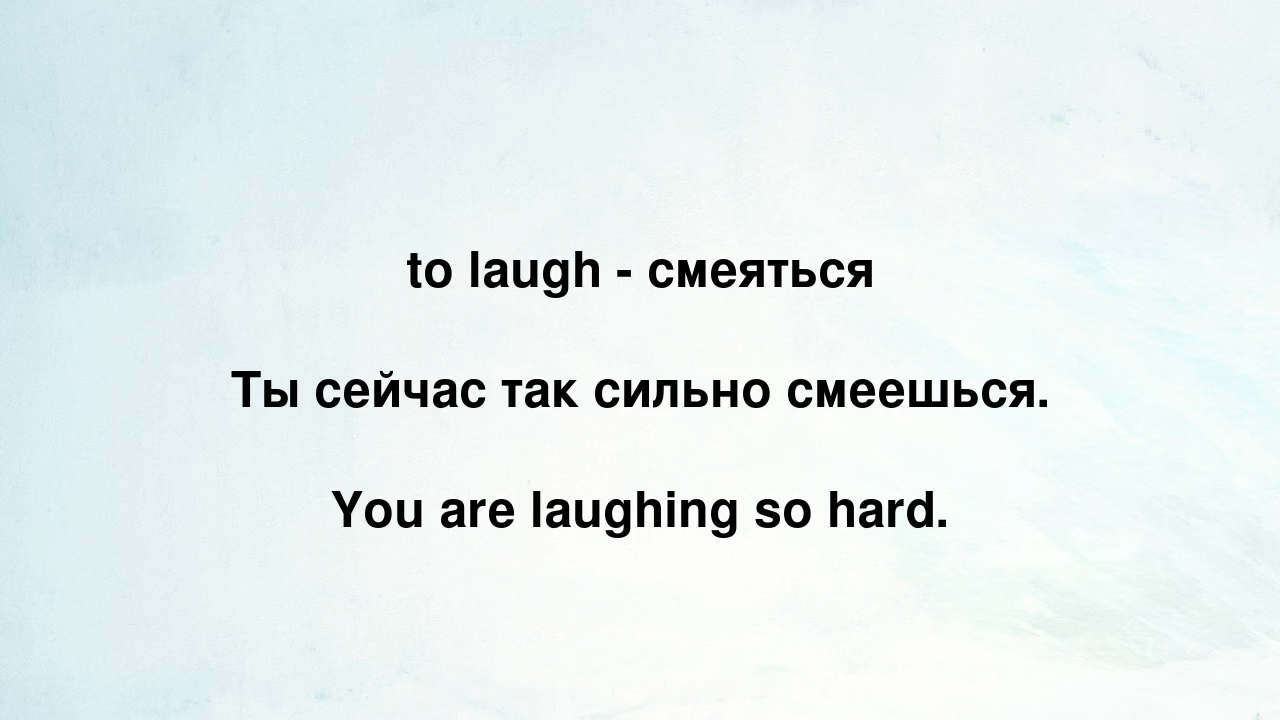 to laugh - смеяться
Ты сейчас так сильно смеешься.
You are laughing so hard.